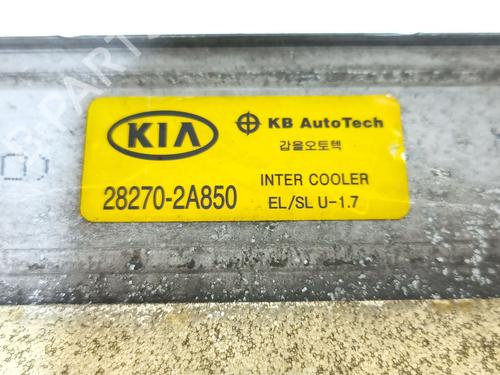 KIA
KB AutoTech
갑을오토텍
28270-2A850
INTER COOLER
EL/SL U-1.7